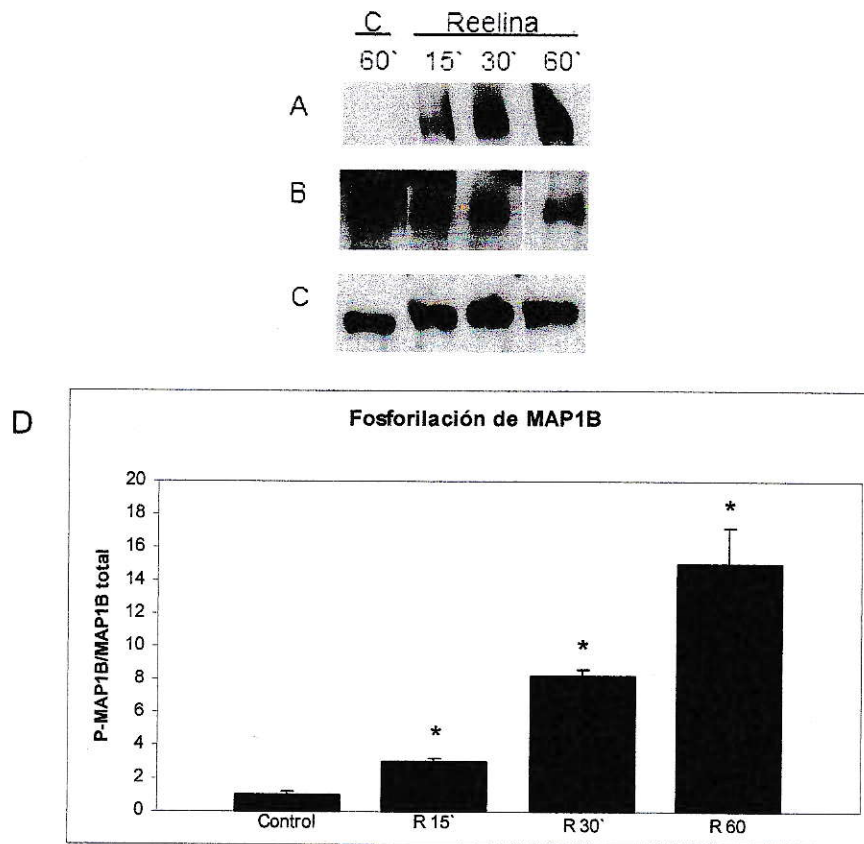 C Reelina
60` 15` 30` 60`
A
B
C
D
Fosforilación de MAP1B
P-MAP1B/MAP1B total
20
18
16
14
12
10
8
6
4
2
0
*
*
*
Control R 15` R 30` R 60